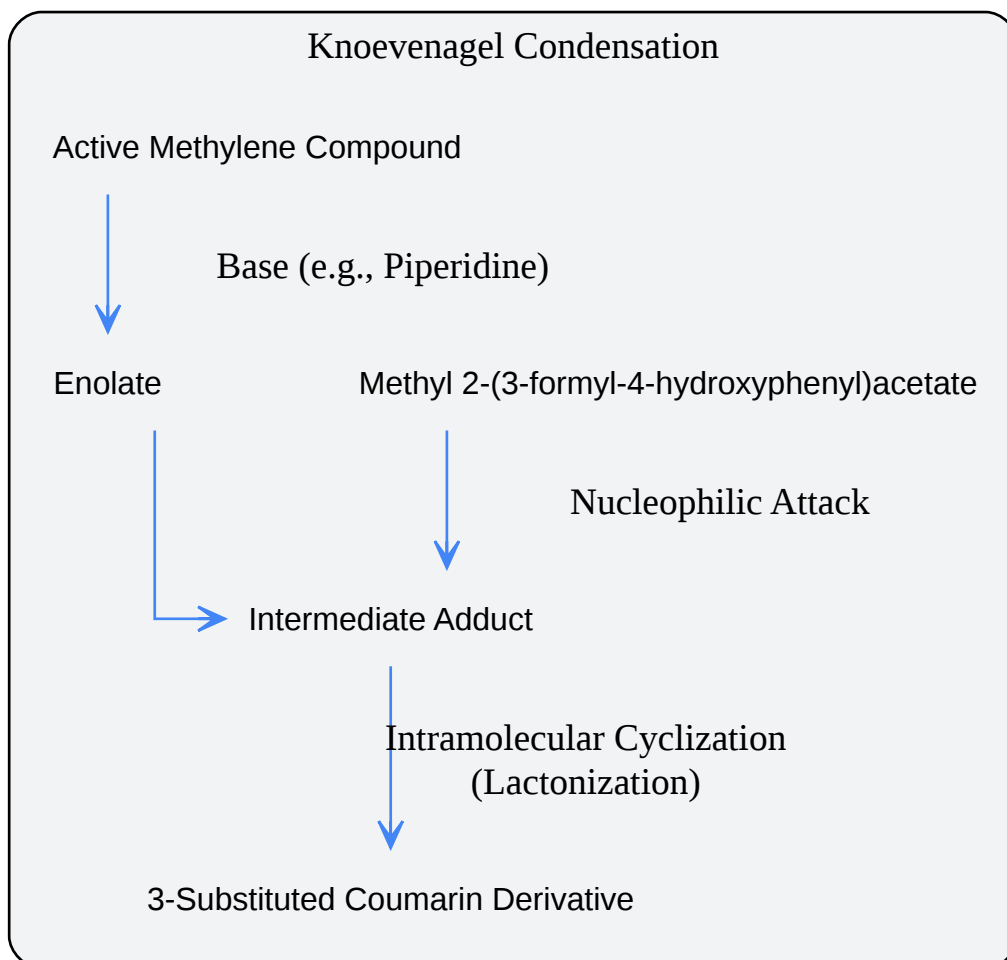 Knoevenagel Condensation
Active Methylene Compound
Base (e.g., Piperidine)
Enolate
Methyl 2-(3-formyl-4-hydroxyphenyl)acetate
Nucleophilic Attack
Intermediate Adduct
Intramolecular Cyclization
(Lactonization)
3-Substituted Coumarin Derivative